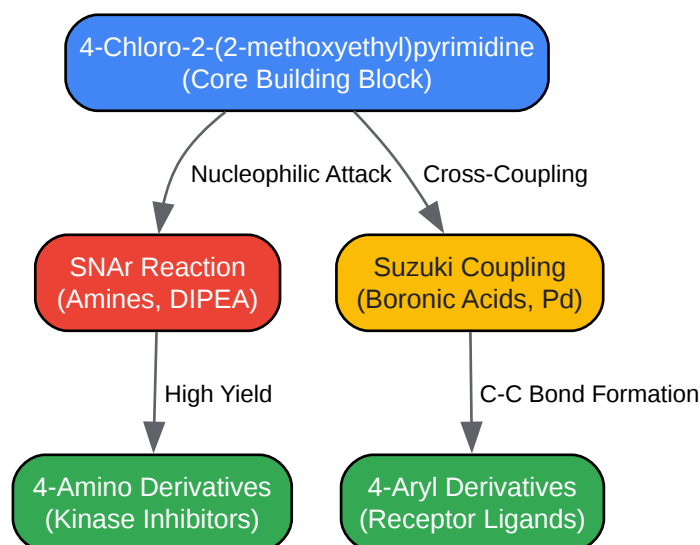 4-Chloro-2-(2-methoxyethyl)pyrimidine
(Core Building Block)
Nucleophilic Attack
Cross-Coupling
SNAr Reaction
(Amines, DIPEA)
Suzuki Coupling
(Boronic Acids, Pd)
High Yield
C-C Bond Formation
4-Amino Derivatives
(Kinase Inhibitors)
4-Aryl Derivatives
(Receptor Ligands)